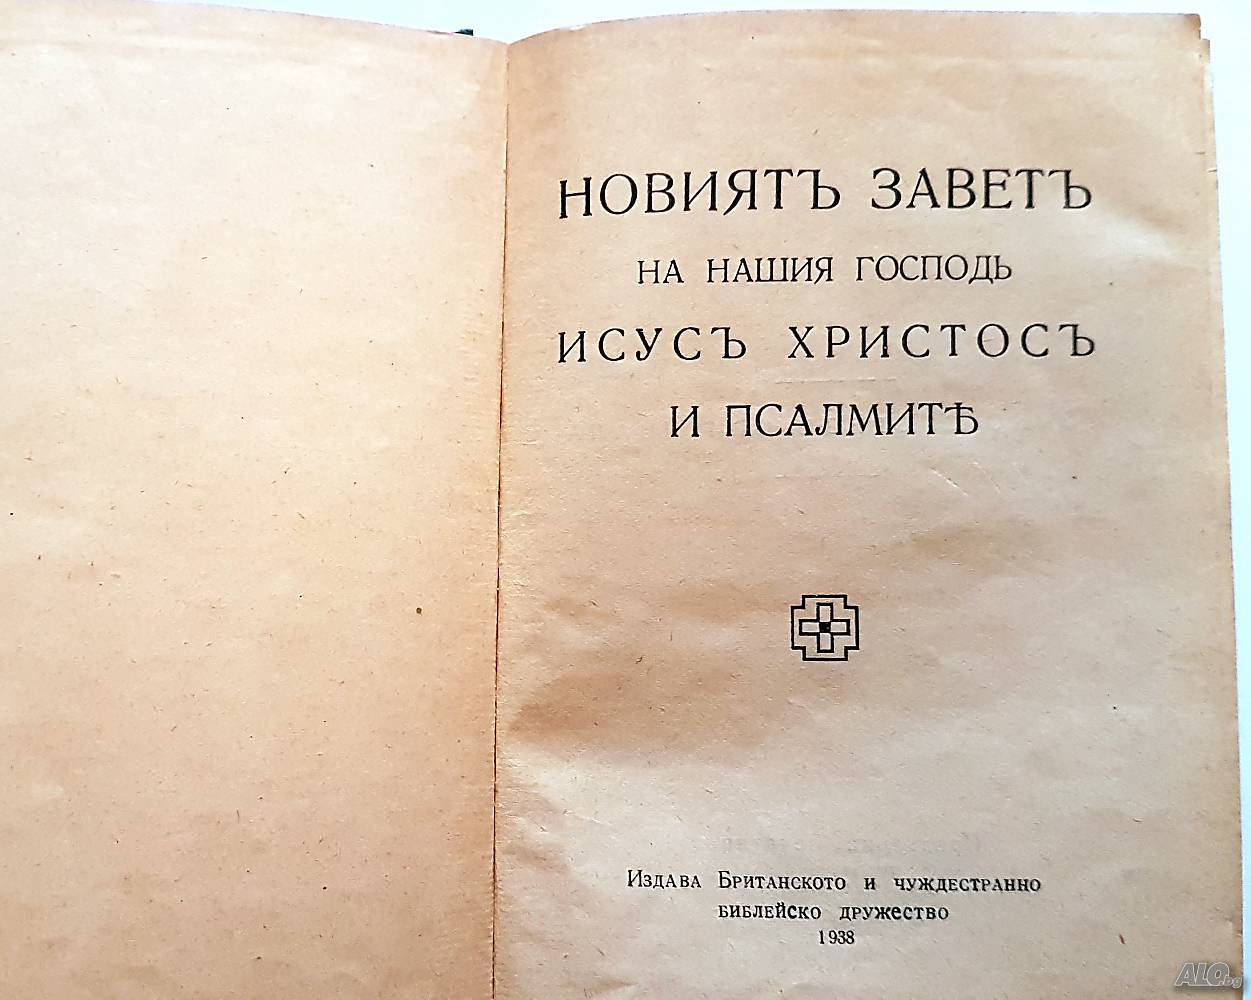 НОВИЯТЪ ЗАВЕТЪ
НА НАШИЯ ГОСПОДЬ
ИСУСЪ ХРИСТОСЪ
И ПСАЛМИТѢ
Издава Британското и чуждестранно
библейско дружество
1938
ALO.bg